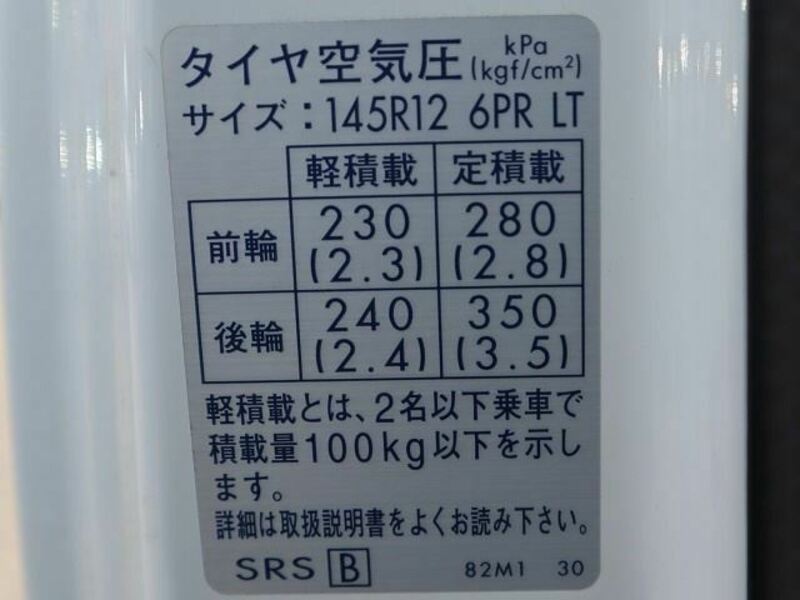 タイヤ空気圧 kPa (kgf/cm²)
サイズ：145R12 6PR LT
軽積載 定積載
前輪 230 (2.3) 280 (2.8)
後輪 240 (2.4) 350 (3.5)
軽積載とは、2名以下乗車で
積載量100kg以下を示し
ます。
詳細は取扱説明書をよくお読み下さい。
SRS B 82M1 30